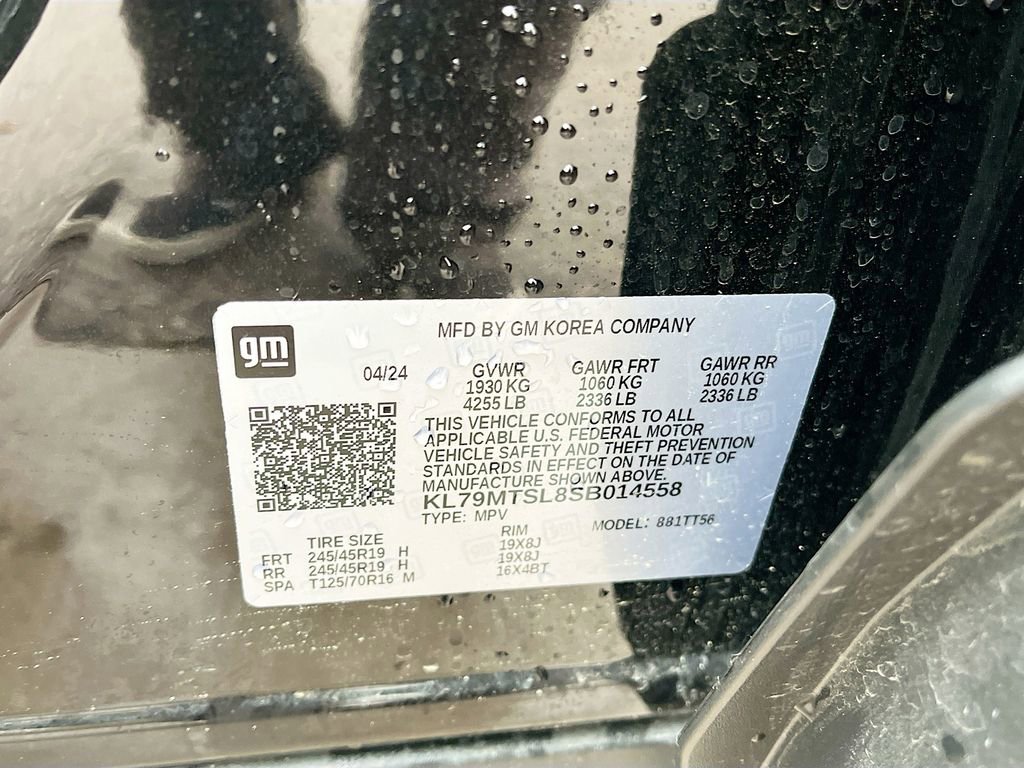 gm
MFD BY GM KOREA COMPANY
04/24 GVWR GAWR FRT GAWR RR
1930 KG 1060 KG 1060 KG
4255 LB 2336 LB 2336 LB
THIS VEHICLE CONFORMS TO ALL
APPLICABLE U.S. FEDERAL MOTOR
VEHICLE SAFETY AND THEFT PREVENTION
STANDARDS IN EFFECT ON THE DATE OF
MANUFACTURE SHOWN ABOVE.
KL79MTSL8SB014558
TYPE: MPV MODEL: 881TT56
TIRE SIZE RIM
FRT 245/45R19 H 19X8J
RR 245/45R19 H 19X8J
SPA T125/70R16 M 16X4BT